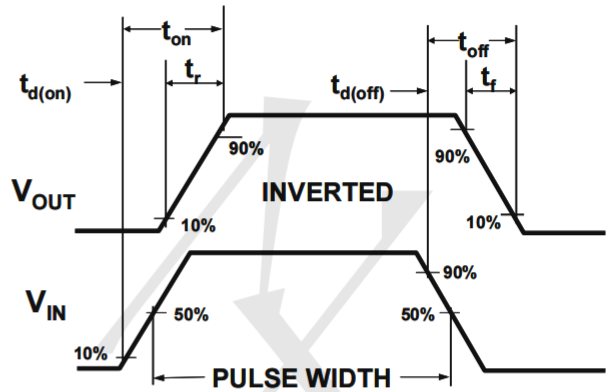 t_on
t_off
t_d(on)
t_r
t_d(off)
t_f
90%
90%
V_OUT
INVERTED
10%
10%
90%
V_IN
50%
50%
10%
PULSE WIDTH